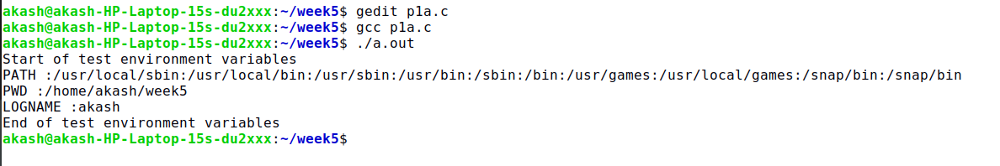 akash@akash-HP-Laptop-15s-du2xxx:~/week5$ gedit p1a.c
akash@akash-HP-Laptop-15s-du2xxx:~/week5$ gcc p1a.c
akash@akash-HP-Laptop-15s-du2xxx:~/week5$ ./a.out
Start of test environment variables
PATH :/usr/local/sbin:/usr/local/bin:/usr/sbin:/usr/bin:/sbin:/bin:/usr/games:/usr/local/games:/snap/bin:/snap/bin
PWD :/home/akash/week5
LOGNAME :akash
End of test environment variables
akash@akash-HP-Laptop-15s-du2xxx:~/week5$